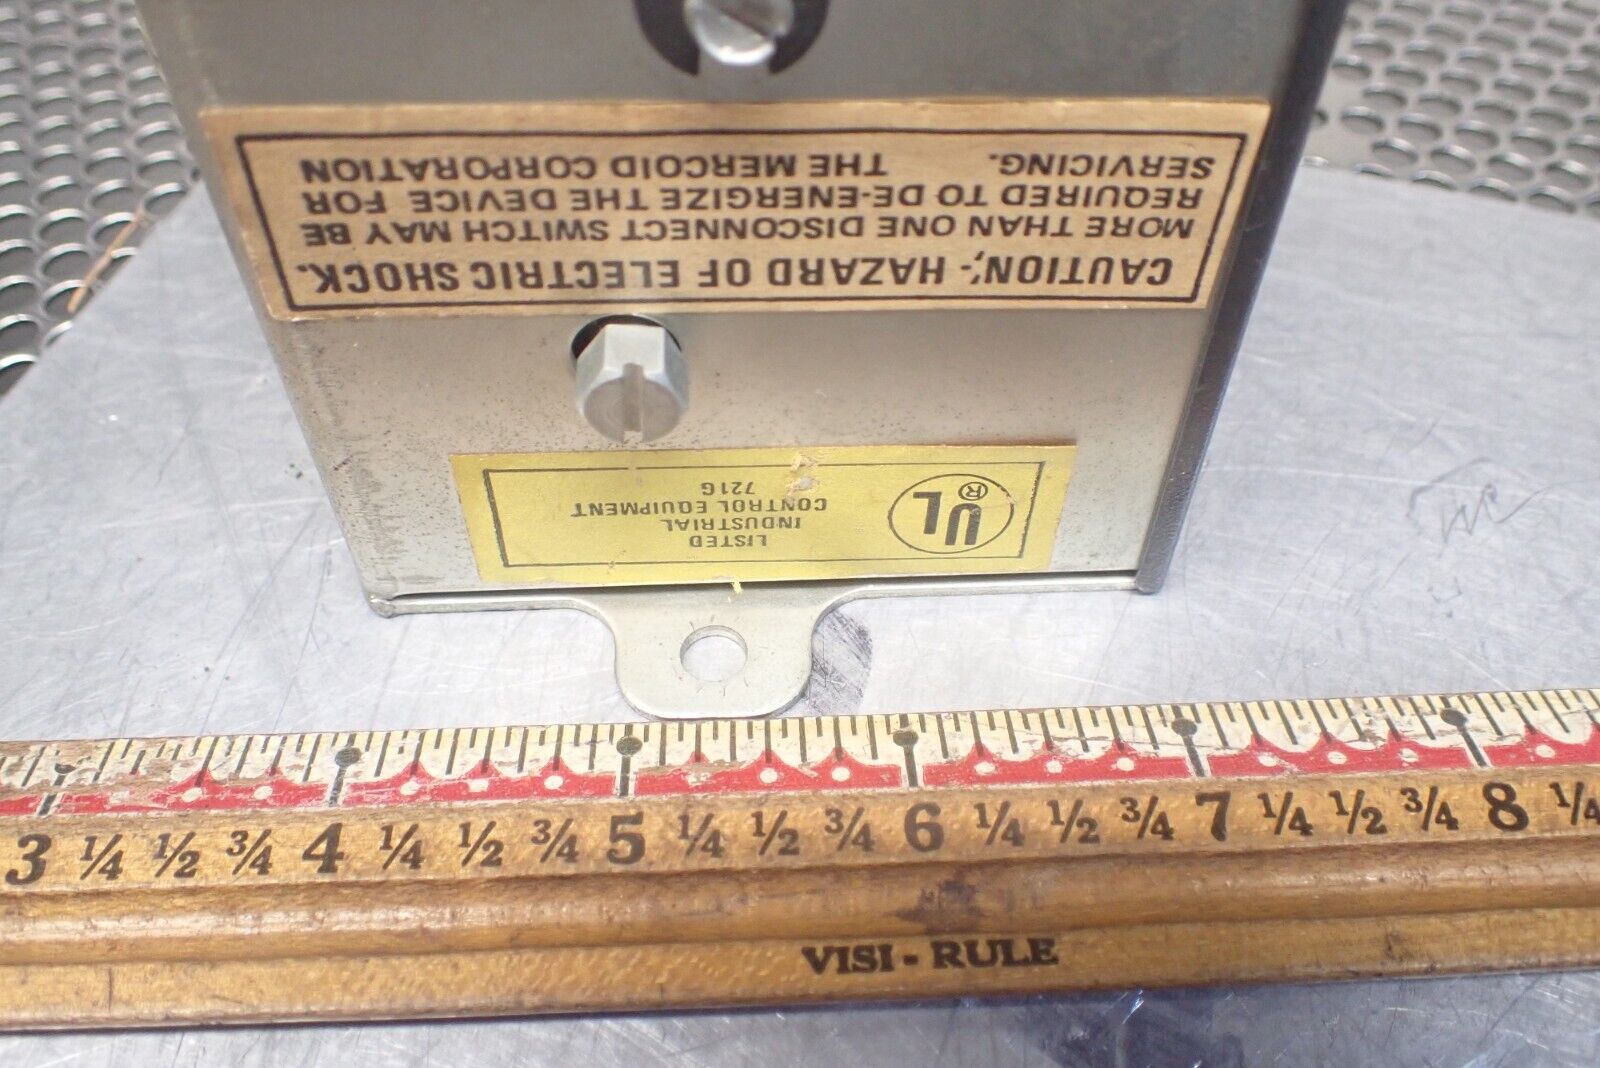 CAUTION,- HAZARD OF ELECTRIC SHOCK.
MORE THAN ONE DISCONNECT SWITCH MAY BE
REQUIRED TO DE-ENERGIZE THE DEVICE FOR
SERVICING. THE MERCOID CORPORATION
UL ®
LISTED
INDUSTRIAL
CONTROL EQUIPMENT
721G
3 1/4 1/2 3/4 4 1/4 1/2 3/4 5 1/4 1/2 3/4 6 1/4 1/2 3/4 7 1/4 1/2 3/4 8 1/4
VISI - RULE